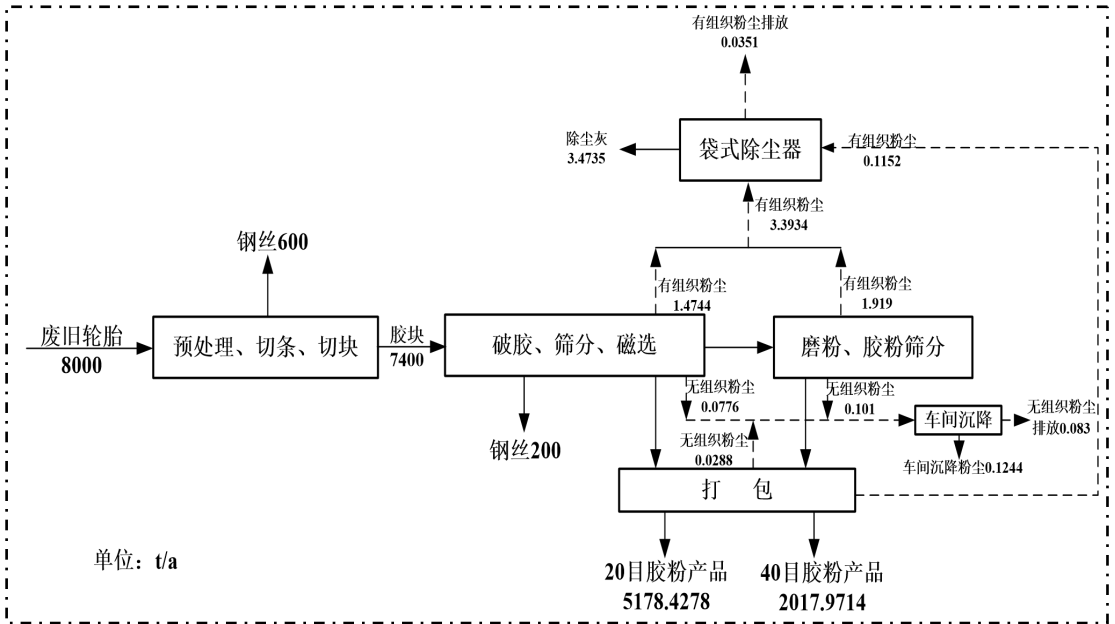 有组织粉尘排放
0.0351
除尘灰
3.4735
袋式除尘器
有组织粉尘
0.1152
有组织粉尘
3.3934
钢丝600
有组织粉尘
1.4744
有组织粉尘
1.919
废旧轮胎
8000
预处理、切条、切块
胶块
7400
破胶、筛分、磁选
磨粉、胶粉筛分
无组织粉尘
0.0776
无组织粉尘
0.101
车间沉降
无组织粉尘
排放0.083
钢丝200
无组织粉尘
0.0288
车间沉降粉尘0.1244
打 包
单位：t/a
20目胶粉产品
5178.4278
40目胶粉产品
2017.9714